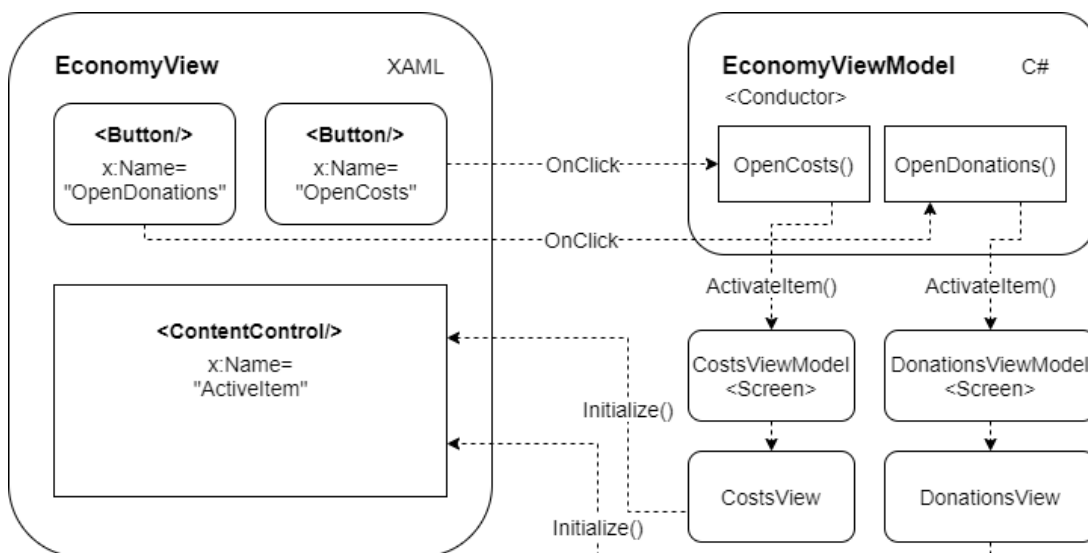 EconomyView
XAML
<Button/>
x:Name=
"OpenDonations"
<Button/>
x:Name=
"OpenCosts"
<ContentControl/>
x:Name=
"ActiveItem"
OnClick
OnClick
EconomyViewModel
C#
<Conductor>
OpenCosts()
OpenDonations()
ActivateItem()
ActivateItem()
CostsViewModel
<Screen>
DonationsViewModel
<Screen>
Initialize()
CostsView
DonationsView
Initialize()